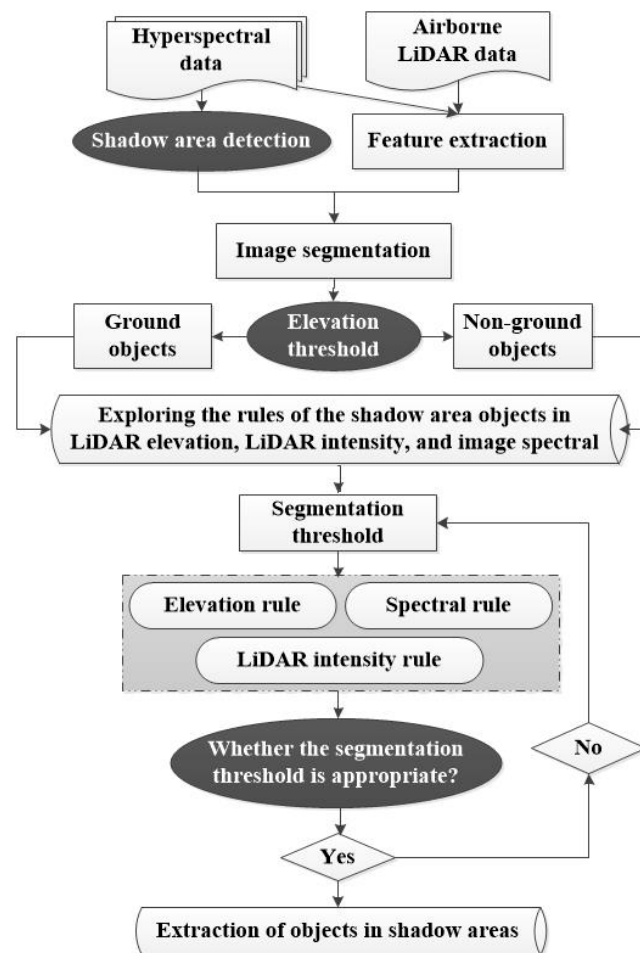 Hyperspectral
data
Airborne
LiDAR data
Shadow area detection
Feature extraction
Image segmentation
Ground
objects
Elevation
threshold
Non-ground
objects
Exploring the rules of the shadow area objects in
LiDAR elevation, LiDAR intensity, and image spectral
Segmentation
threshold
Elevation rule
Spectral rule
LiDAR intensity rule
Whether the segmentation
threshold is appropriate?
No
Yes
Extraction of objects in shadow areas